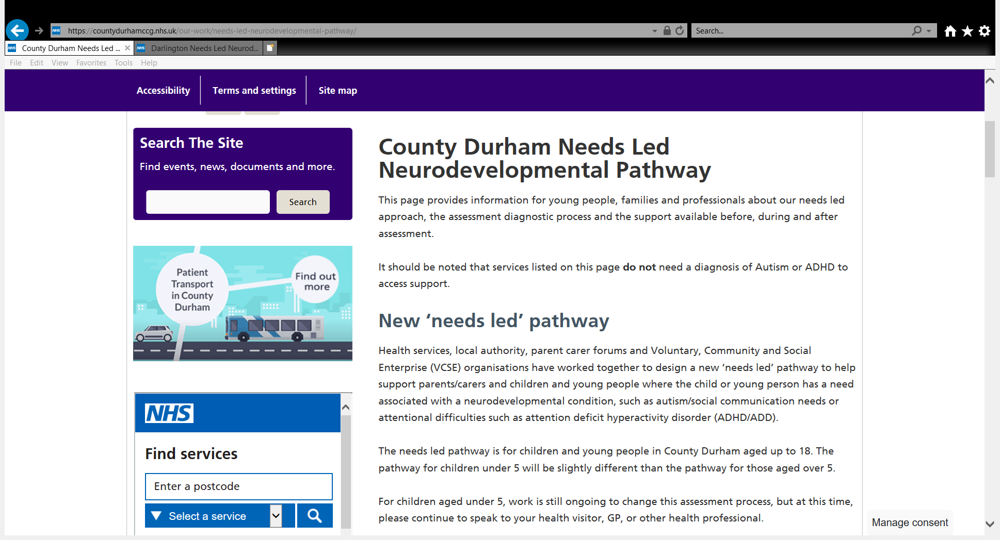 NHS https://countydurhamccg.nhs.uk/our-work/needs-led-neurodevelopmental-pathway/
Search...
NHS County Durham Needs Led ...
NHS Darlington Needs Led Neurod...
File Edit View Favorites Tools Help
Accessibility
Terms and settings
Site map
Search The Site
Find events, news, documents and more.
Search
Patient
Transport
in County
Durham
Find out
more
NHS
Find services
Enter a postcode
Select a service
County Durham Needs Led
Neurodevelopmental Pathway
This page provides information for young people, families and professionals about our needs led
approach, the assessment diagnostic process and the support available before, during and after
assessment.
It should be noted that services listed on this page do not need a diagnosis of Autism or ADHD to
access support.
New ‘needs led’ pathway
Health services, local authority, parent carer forums and Voluntary, Community and Social
Enterprise (VCSE) organisations have worked together to design a new ‘needs led’ pathway to help
support parents/carers and children and young people where the child or young person has a need
associated with a neurodevelopmental condition, such as autism/social communication needs or
attentional difficulties such as attention deficit hyperactivity disorder (ADHD/ADD).
The needs led pathway is for children and young people in County Durham aged up to 18. The
pathway for children under 5 will be slightly different than the pathway for those aged over 5.
For children aged under 5, work is still ongoing to change this assessment process, but at this time,
please continue to speak to your health visitor, GP, or other health professional.
Manage consent